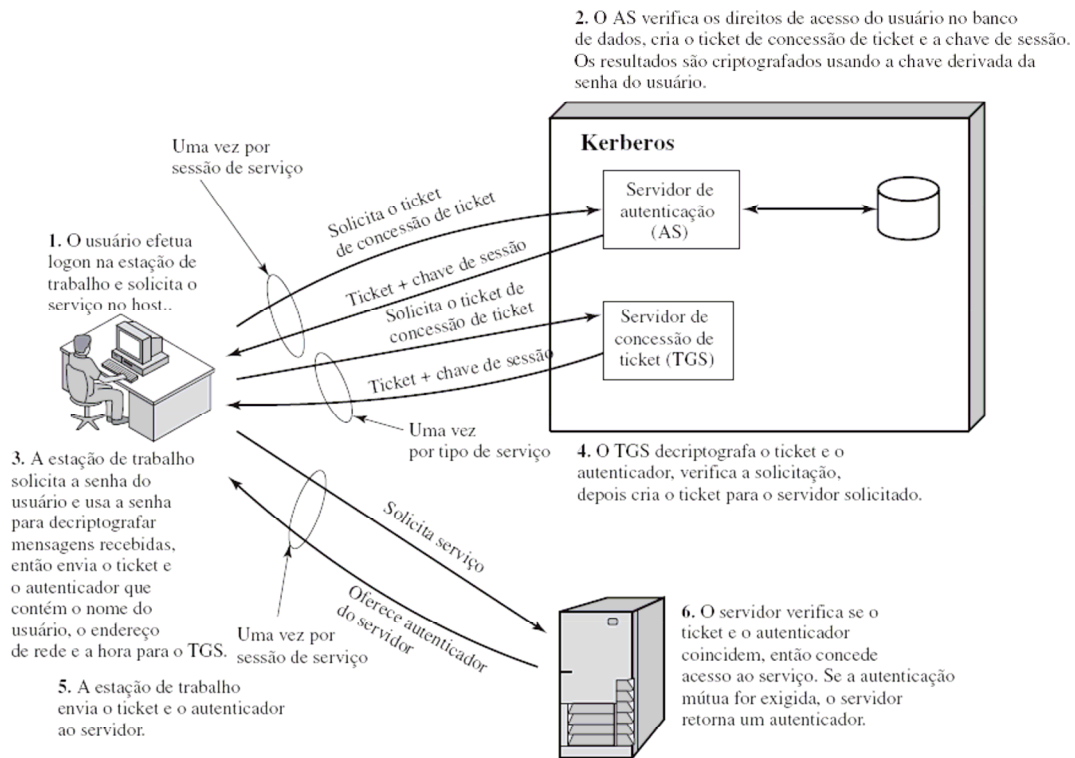 2. O AS verifica os direitos de acesso do usuário no banco
de dados, cria o ticket de concessão de ticket e a chave de sessão.
Os resultados são criptografados usando a chave derivada da
senha do usuário.
Kerberos
Uma vez por
sessão de serviço
Servidor de
autenticação
(AS)
Solicita o ticket
de concessão de ticket
1. O usuário efetua
logon na estação de
trabalho e solicita o
serviço no host..
Ticket + chave de sessão
Solicita o ticket de
concessão de ticket
Servidor de
concessão de
ticket (TGS)
Ticket + chave de sessão
Uma vez
por tipo de serviço
3. A estação de trabalho
solicita a senha do
usuário e usa a senha
para decriptografar
mensagens recebidas,
então envia o ticket e
o autenticador que
contém o nome do
usuário, o endereço
de rede e a hora para o TGS.
4. O TGS decriptografa o ticket e o
autenticador, verifica a solicitação,
depois cria o ticket para o servidor solicitado.
Solicita serviço
Oferece autenticador
do servidor
Uma vez por
sessão de serviço
5. A estação de trabalho
envia o ticket e o autenticador
ao servidor.
6. O servidor verifica se o
ticket e o autenticador
coincidem, então concede
acesso ao serviço. Se a autenticação
mútua for exigida, o servidor
retorna um autenticador.